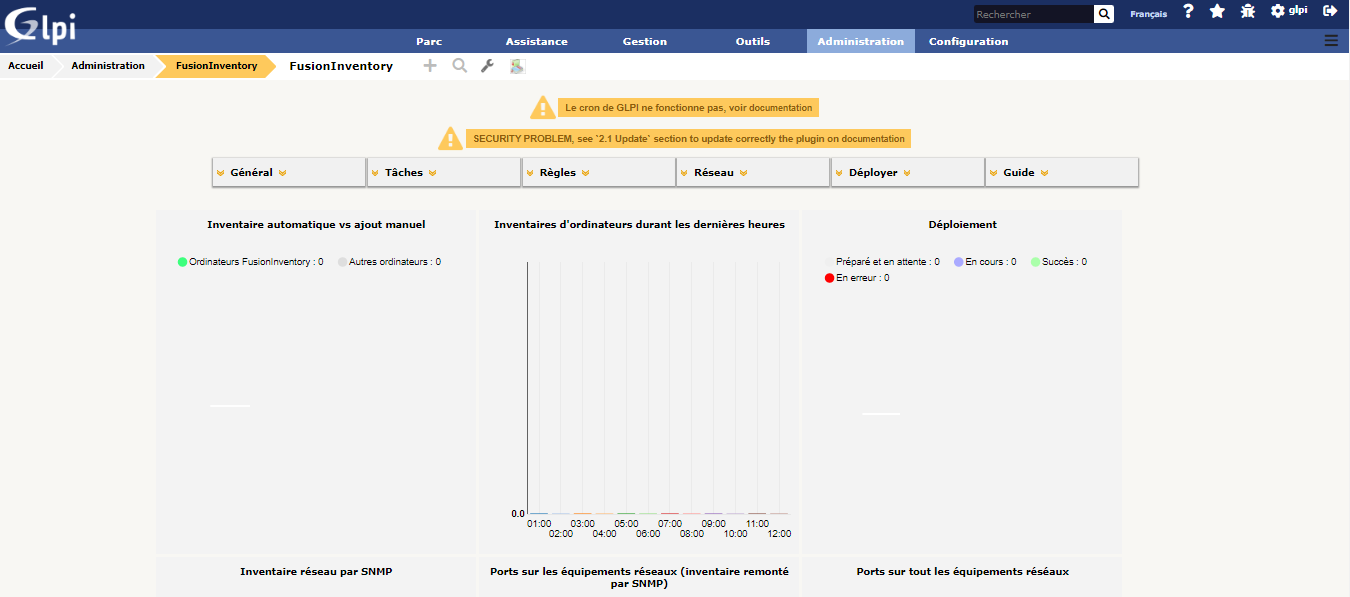 Glpi
Rechercher Français ? glpi
Parc Assistance Gestion Outils Administration Configuration
Accueil Administration FusionInventory FusionInventory
Le cron de GLPI ne fonctionne pas, voir documentation
SECURITY PROBLEM, see `2.1 Update` section to update correctly the plugin on documentation
Général Tâches Règles Réseau Déployer Guide
Inventaire automatique vs ajout manuel
Ordinateurs FusionInventory : 0 Autres ordinateurs : 0
Inventaires d'ordinateurs durant les dernières heures
0.0
01:00 03:00 05:00 07:00 09:00 11:00
02:00 04:00 06:00 08:00 10:00 12:00
Déploiement
Préparé et en attente : 0 En cours : 0 Succès : 0
En erreur : 0
Inventaire réseau par SNMP
Ports sur les équipements réseaux (inventaire remonté
par SNMP)
Ports sur tout les équipements réséaux